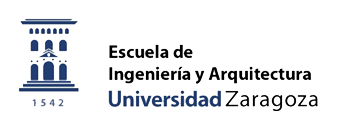 1542
Escuela de
Ingeniería y Arquitectura
Universidad Zaragoza